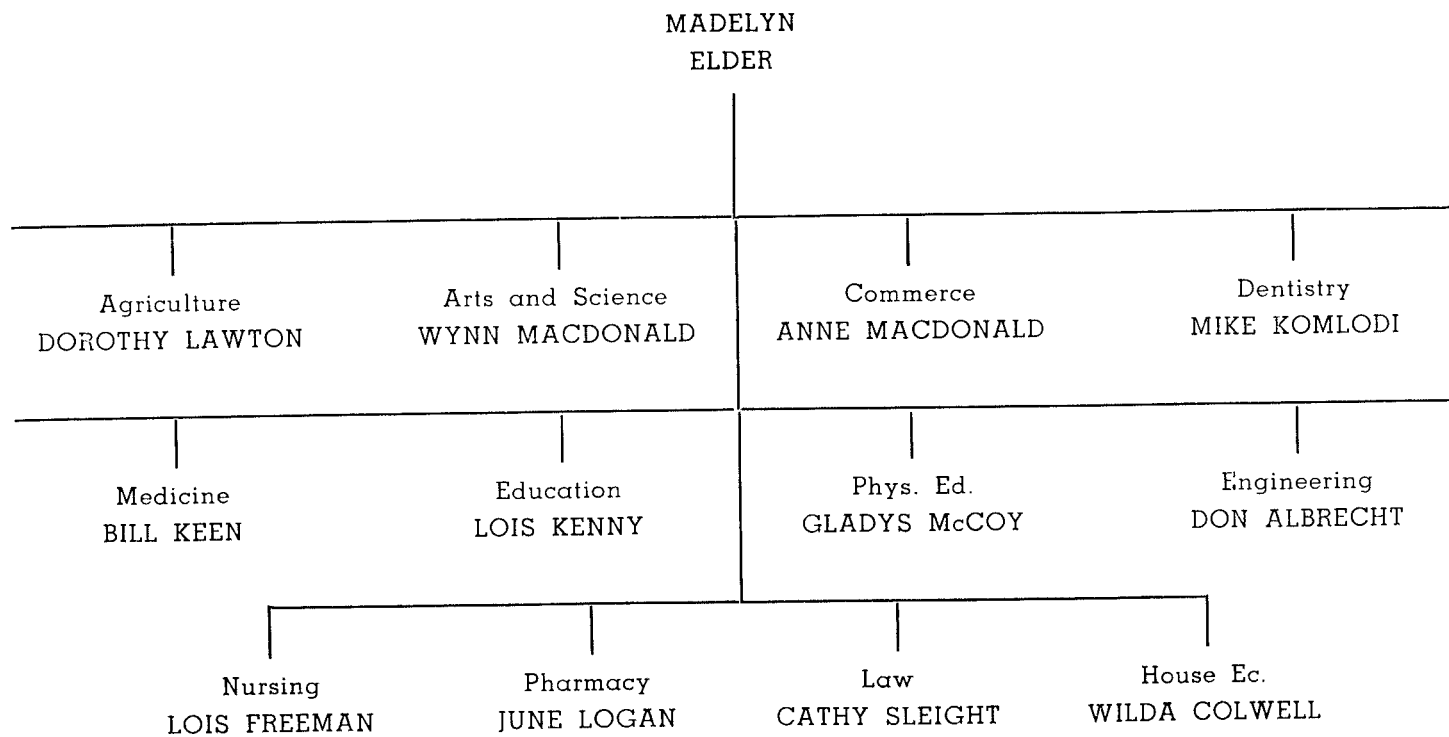 MADELYN
ELDER
Agriculture
DOROTHY LAWTON
Arts and Science
WYNN MACDONALD
Commerce
ANNE MACDONALD
Dentistry
MIKE KOMLODI
Medicine
BILL KEEN
Education
LOIS KENNY
Phys. Ed.
GLADYS McCOY
Engineering
DON ALBRECHT
Nursing
LOIS FREEMAN
Pharmacy
JUNE LOGAN
Law
CATHY SLEIGHT
House Ec.
WILDA COLWELL